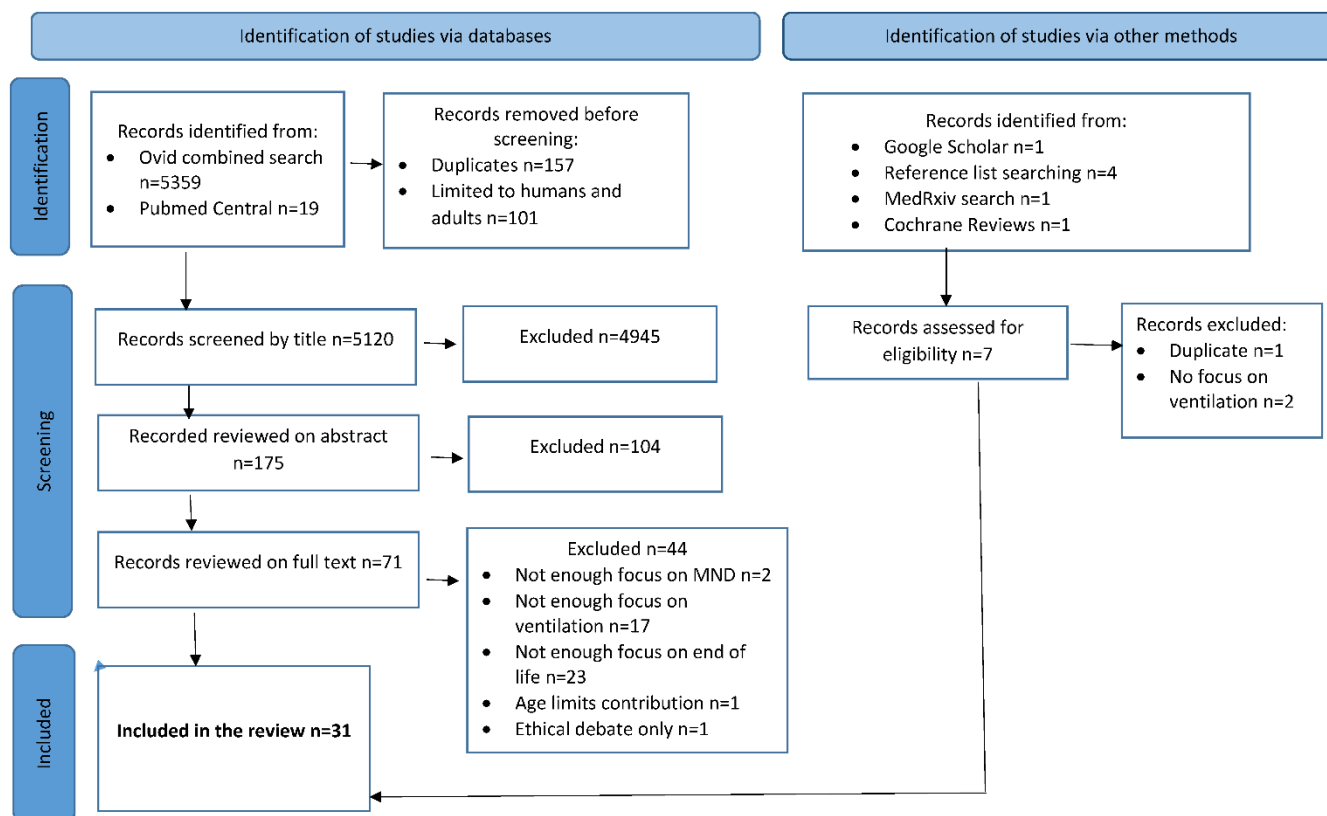 Identification of studies via databases
Identification of studies via other methods
Identification
Records identified from:
• Ovid combined search
n=5359
• Pubmed Central n=19
Records removed before
screening:
• Duplicates n=157
• Limited to humans and
adults n=101
Records identified from:
• Google Scholar n=1
• Reference list searching n=4
• MedRxiv search n=1
• Cochrane Reviews n=1
Screening
Records screened by title n=5120
Excluded n=4945
Records assessed for
eligibility n=7
Records excluded:
• Duplicate n=1
• No focus on
ventilation n=2
Recorded reviewed on abstract
n=175
Excluded n=104
Records reviewed on full text n=71
Excluded n=44
• Not enough focus on MND n=2
• Not enough focus on
ventilation n=17
• Not enough focus on end of
life n=23
• Age limits contribution n=1
• Ethical debate only n=1
Included
Included in the review n=31